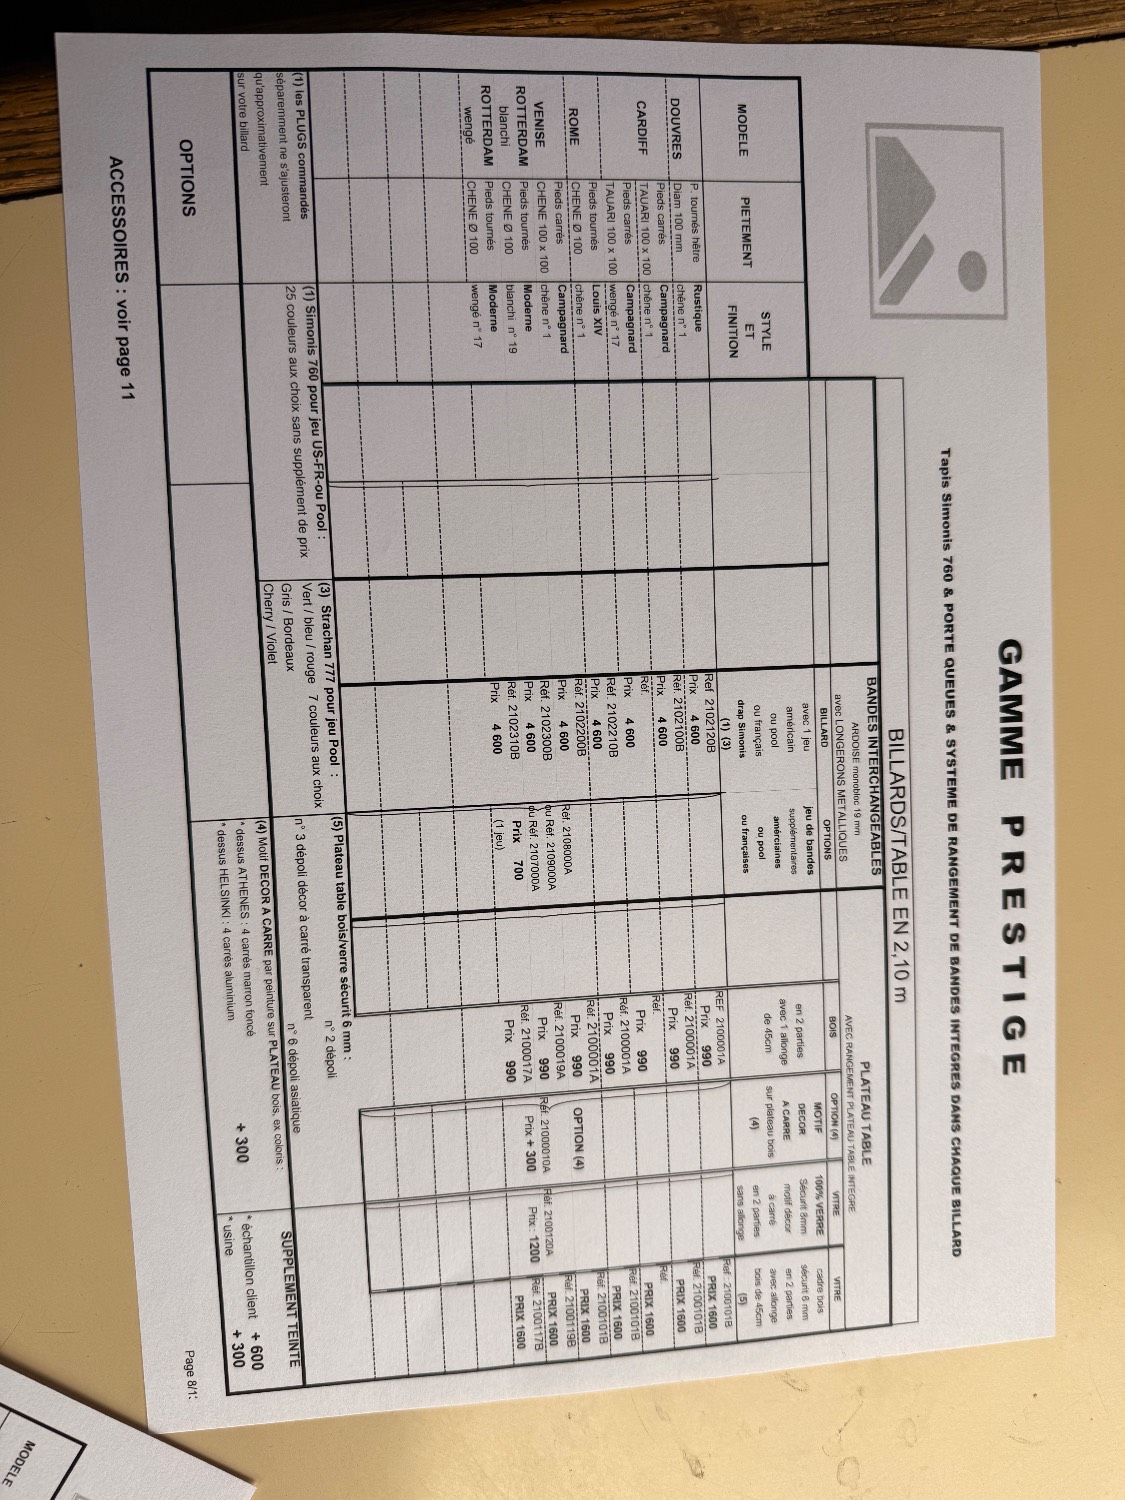 GAMME PRESTIGE
Tapis Simonis 760 & PORTE QUEUES & SYSTEME DE RANGEMENT DE BANDES INTEGRES DANS CHAQUE BILLARD
BILLARDS/TABLE EN 2,10 m
BANDES INTERCHANGEABLES
ARDOISE monobloc 19 mm
avec LONGERONS METALLIQUES
BILLARD
OPTIONS
PLATEAU TABLE
AVEC RANGEMENT PLATEAU TABLE INTEGRE
BOIS
OPTION (4)
VITRE
VITRE
MODELE
PIETEMENT
STYLE
ET
FINITION
avec 1 jeu
américain
ou pool
ou français
drap Simonis
(1) (3)
jeu de bandes
supplémentaires
américiaines
ou pool
ou françaises
en 2 parties
avec 1 allonge
de 45cm
MOTIF
DECOR
A CARRE
sur plateau bois
(4)
100% VERRE
Sécurit 8mm
motif décor
à carré
en 2 parties
sans allonge
cadre bois
sécurit 6 mm
en 2 parties
avec allonge
bois de 45cm
(5)
DOUVRES
P. tournés hêtre
Diam 100 mm
Rustique
chêne n° 1
Ref 2102120B
Prix 4 600
REF 2100001A
Prix 990
Ref : 2100101B
PRIX 1600
CARDIFF
Pieds carrés
TAUARI 100 x 100
Campagnard
chêne n° 1
Réf. 2102100B
Prix 4 600
Réf. 2100001A
Prix 990
Réf. 2100101B
PRIX 1600
Pieds carrés
TAUARI 100 x 100
Campagnard
wengé n° 17
Réf.
Prix 4 600
Réf.
Prix 990
Réf.
PRIX 1600
ROME
Pieds tournés
CHENE Ø 100
Louis XIV
chêne n° 1
Réf. 2102210B
Prix 4 600
Réf. 2100001A
Prix 990
Réf. 2100101B
PRIX 1600
VENISE
Pieds carrés
CHENE 100 x 100
Campagnard
chêne n° 1
Réf. 2102200B
Prix 4 600
Réf. 2108000A
Réf. 2100001A
Prix 990
OPTION (4)
Réf. 2100101B
PRIX 1600
ROTTERDAM
blanchi
Pieds tournés
CHENE Ø 100
Moderne
blanchi n° 19
Réf. 2102300B
Prix 4 600
ou Réf. 2109000A
ou Réf. 2107000A
Réf. 2100019A
Prix 990
Réf. 21000010A
Prix + 300
Réf. 2100120A
Prix : 1200
Réf. 2100119B
PRIX 1600
ROTTERDAM
wengé
Pieds tournés
CHENE Ø 100
Moderne
wengé n° 17
Réf. 2102310B
Prix 4 600
Prix 700
(1 jeu)
Réf. 2100017A
Prix 990
Réf. 2100117B
PRIX 1600
(1) les PLUGS commandés
séparemment ne s'ajusteront
qu'approximativement
sur votre billard
(1) Simonis 760 pour jeu US-FR-ou Pool :
25 couleurs aux choix sans supplément de prix
(3) Strachan 777 pour jeu Pool :
Vert / bleu / rouge 7 couleurs aux choix
Gris / Bordeaux
Cherry / Violet
(5) Plateau table bois/verre sécurit 6 mm :
n° 2 dépoli
n° 3 dépoli décor à carré transparent
n° 6 dépoli asiatique
OPTIONS
(4) Motif DECOR A CARRE par peinture sur PLATEAU bois, ex coloris :
* dessus ATHENES : 4 carrés marron foncé
* dessus HELSINKI : 4 carrés aluminium
+ 300
SUPPLEMENT TEINTE
* échantillon client + 600
* usine + 300
ACCESSOIRES : voir page 11
Page 8/1
MODELE